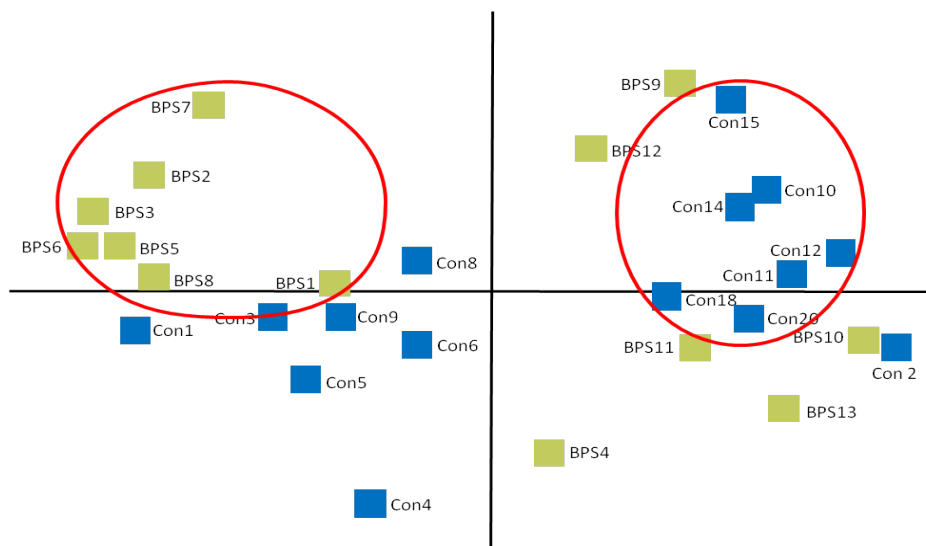 BPS9
BPS7
Con15
BPS12
BPS2
Con10
Con14
BPS3
BPS6
BPS5
Con12
Con8
Con11
BPS8
BPS1
Con18
Con3
Con9
Con20
Con1
BPS10
Con6
BPS11
Con 2
Con5
BPS13
BPS4
Con4